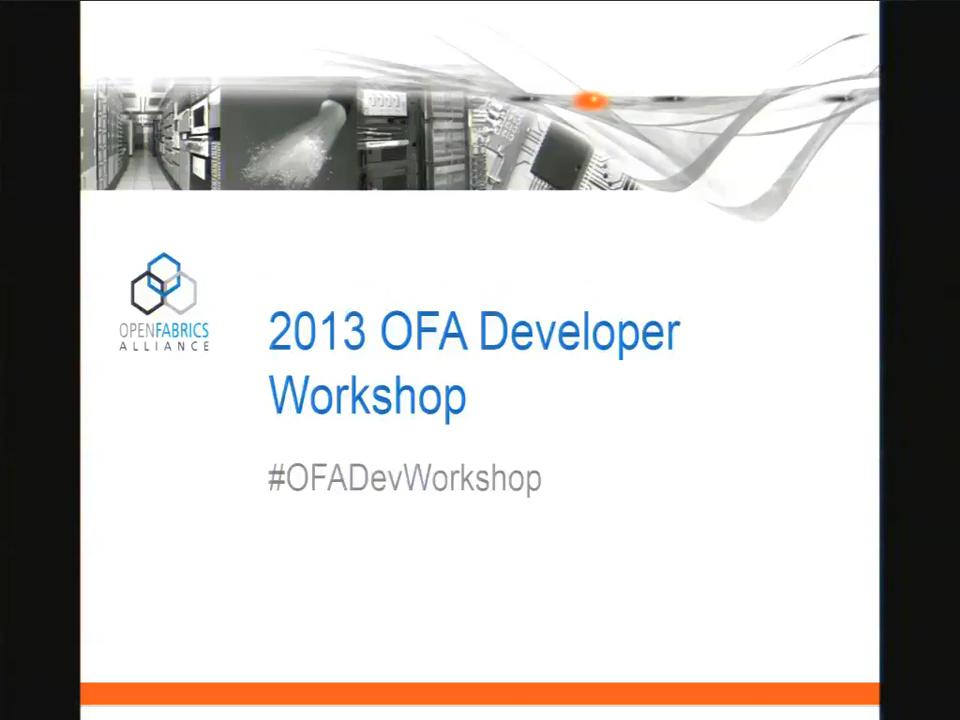 OPENFABRICS
ALLIANCE
2013 OFA Developer
Workshop
#OFADevWorkshop